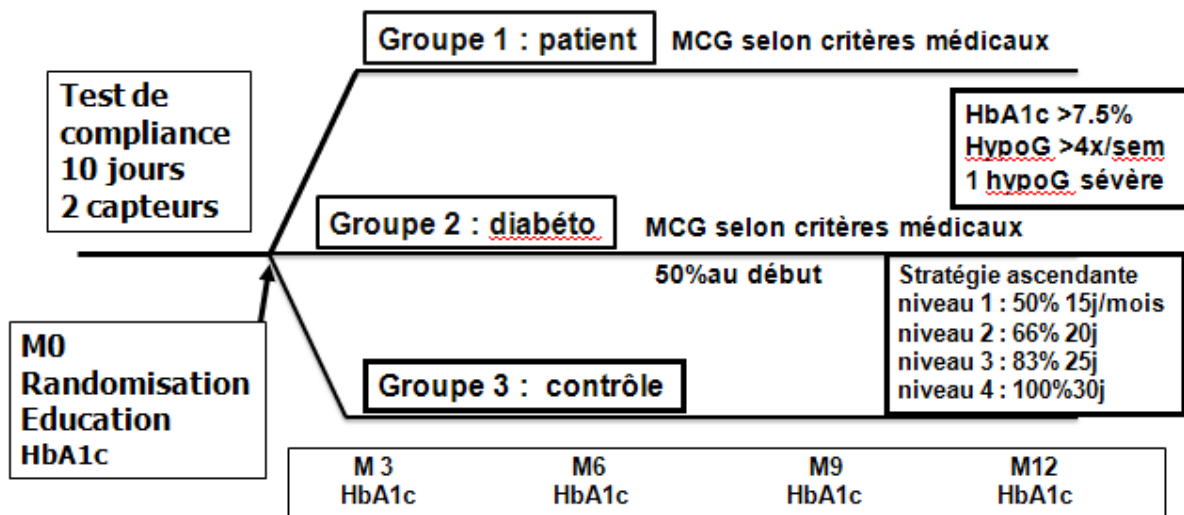 Groupe 1 : patient
MCG selon critères médicaux
Test de
compliance
10 jours
2 capteurs
HbA1c >7.5%
HypoG >4x/sem
1 hypoG sévère
Groupe 2 : diabéto
MCG selon critères médicaux
50%au début
Stratégie ascendante
niveau 1 : 50% 15j/mois
niveau 2 : 66% 20j
niveau 3 : 83% 25j
niveau 4 : 100%30j
M0
Randomisation
Education
HbA1c
Groupe 3 : contrôle
M 3 M6 M9 M12
HbA1c HbA1c HbA1c HbA1c